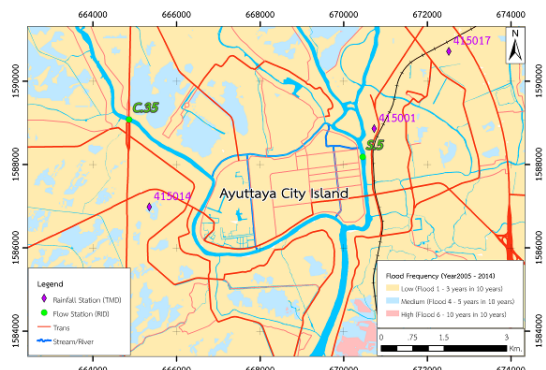 664000 666000 668000 670000 672000 674000
415017
N
1590000 1590000
C.35
415001
S.5
1588000 1588000
Ayuttaya City Island
415014
1586000 1586000
Legend
Rainfall Station (TMD)
Flow Station (RID)
Trans
Stream/River
Flood Frequency (Year2005 - 2014)
Low (Flood 1 - 3 years in 10 years)
Medium (Flood 4 - 5 years in 10 years)
High (Flood 6 - 10 years in 10 years)
0 .75 1.5 3
Km.
1584000 1584000
664000 666000 668000 670000 672000 674000